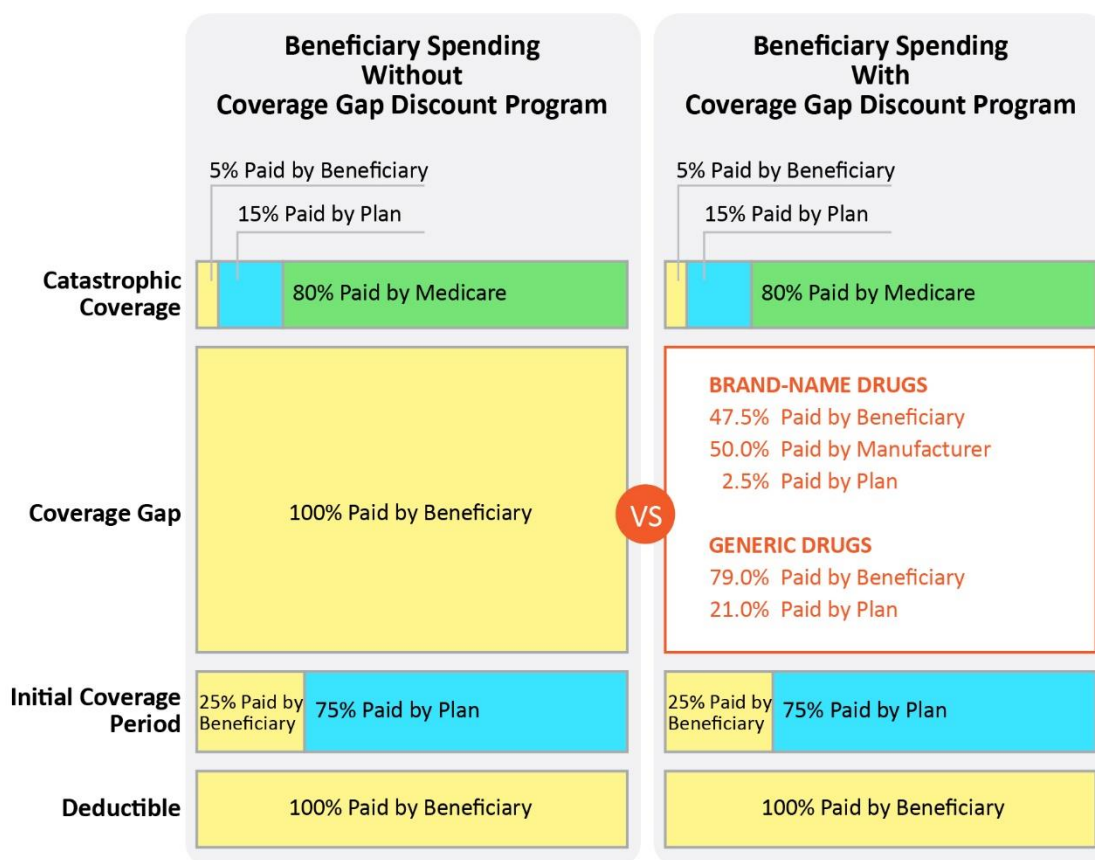 Beneficiary Spending
Without
Coverage Gap Discount Program
Beneficiary Spending
With
Coverage Gap Discount Program
5% Paid by Beneficiary
15% Paid by Plan
5% Paid by Beneficiary
15% Paid by Plan
Catastrophic
Coverage
80% Paid by Medicare
80% Paid by Medicare
Coverage Gap
100% Paid by Beneficiary
VS
BRAND-NAME DRUGS
47.5% Paid by Beneficiary
50.0% Paid by Manufacturer
2.5% Paid by Plan
GENERIC DRUGS
79.0% Paid by Beneficiary
21.0% Paid by Plan
Initial Coverage
Period
25% Paid by
Beneficiary
75% Paid by Plan
25% Paid by
Beneficiary
75% Paid by Plan
Deductible
100% Paid by Beneficiary
100% Paid by Beneficiary